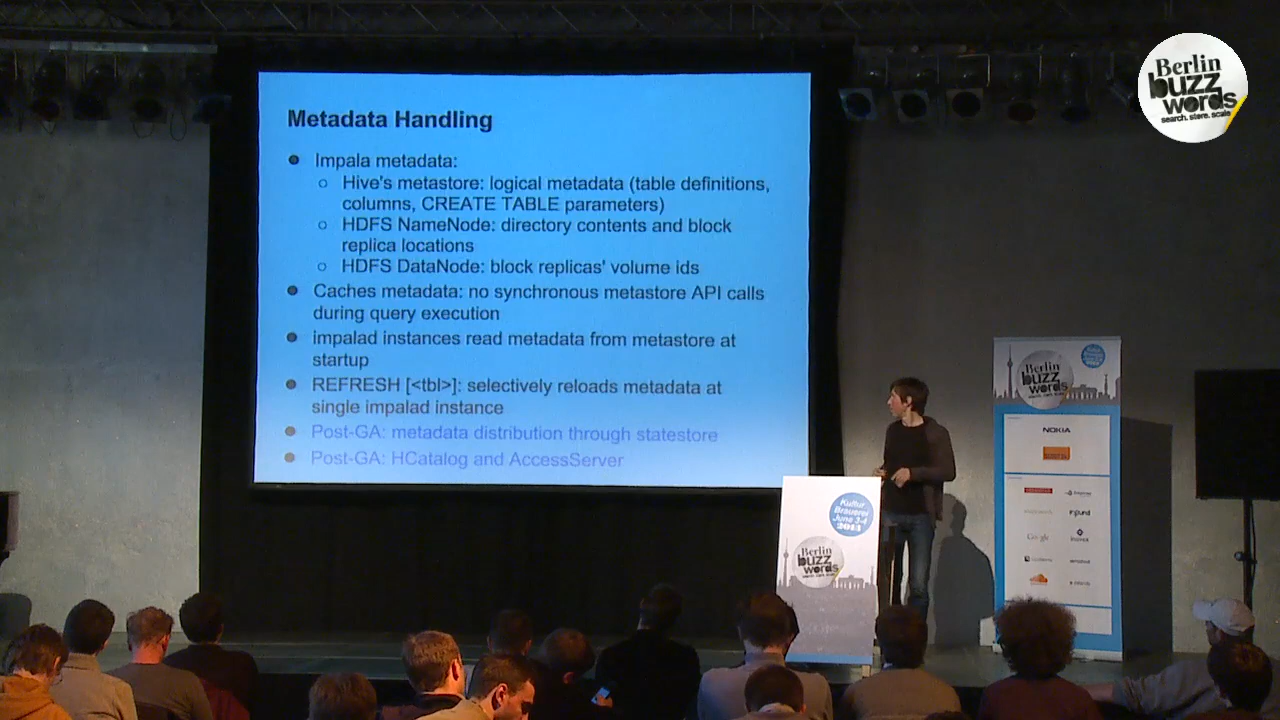 Berlin
buzz
words
search. store. scale
Metadata Handling
● Impala metadata:
○ Hive's metastore: logical metadata (table definitions,
columns, CREATE TABLE parameters)
○ HDFS NameNode: directory contents and block
replica locations
○ HDFS DataNode: block replicas' volume ids
● Caches metadata: no synchronous metastore API calls
during query execution
● impalad instances read metadata from metastore at
startup
● REFRESH [<tbl>]: selectively reloads metadata at
single impalad instance
● Post-GA: metadata distribution through statestore
● Post-GA: HCatalog and AccessServer
Berlin
buzz
words
NOKIA
Google
Kultur
Brauerei
June 3-4
2013
Berlin
buzz
words